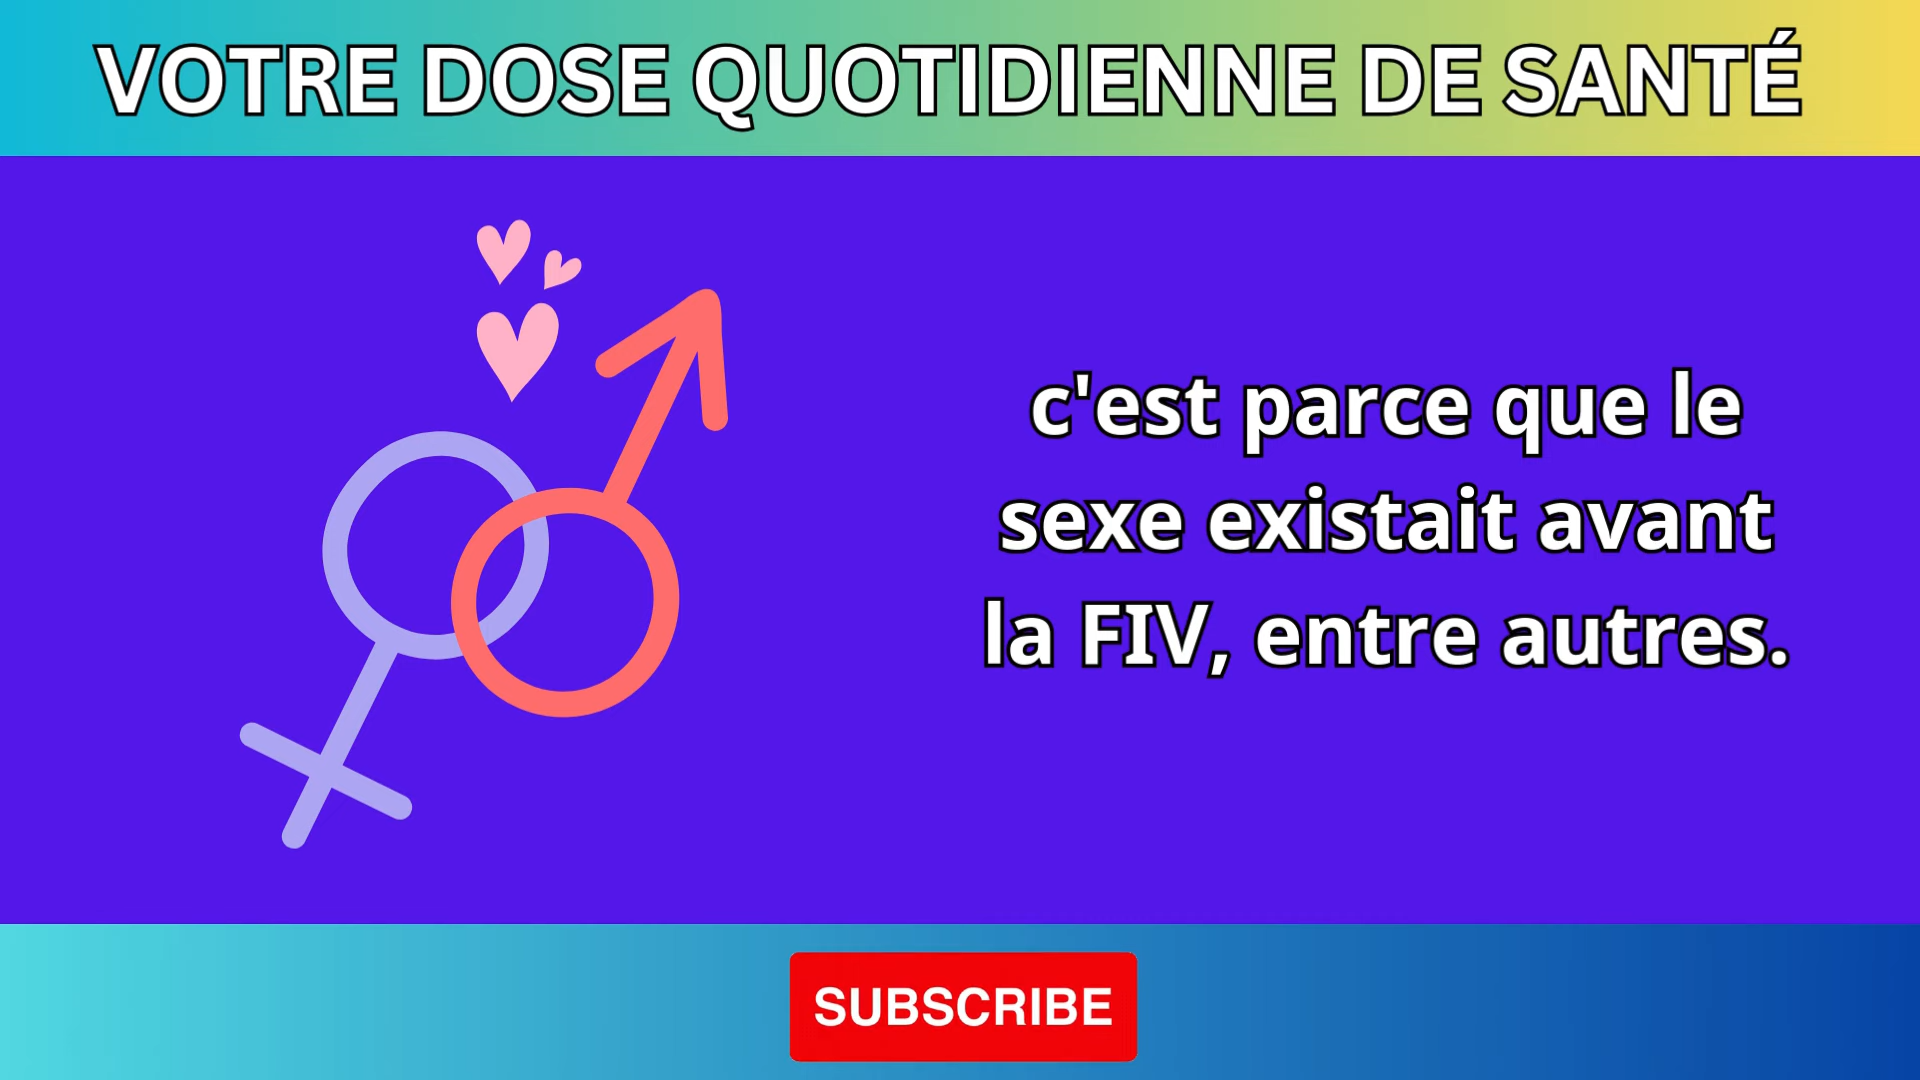 VOTRE DOSE QUOTIDIENNE DE SANTÉ
c'est parce que le
sexe existait avant
la FIV, entre autres.
SUBSCRIBE